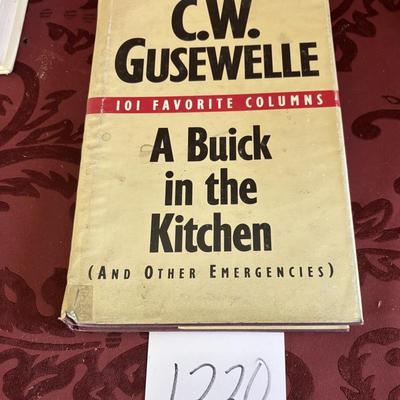 C.W.
GUSEWELLE
101 FAVORITE COLUMNS
A Buick
in the
Kitchen
(AND OTHER EMERGENCIES)
1220